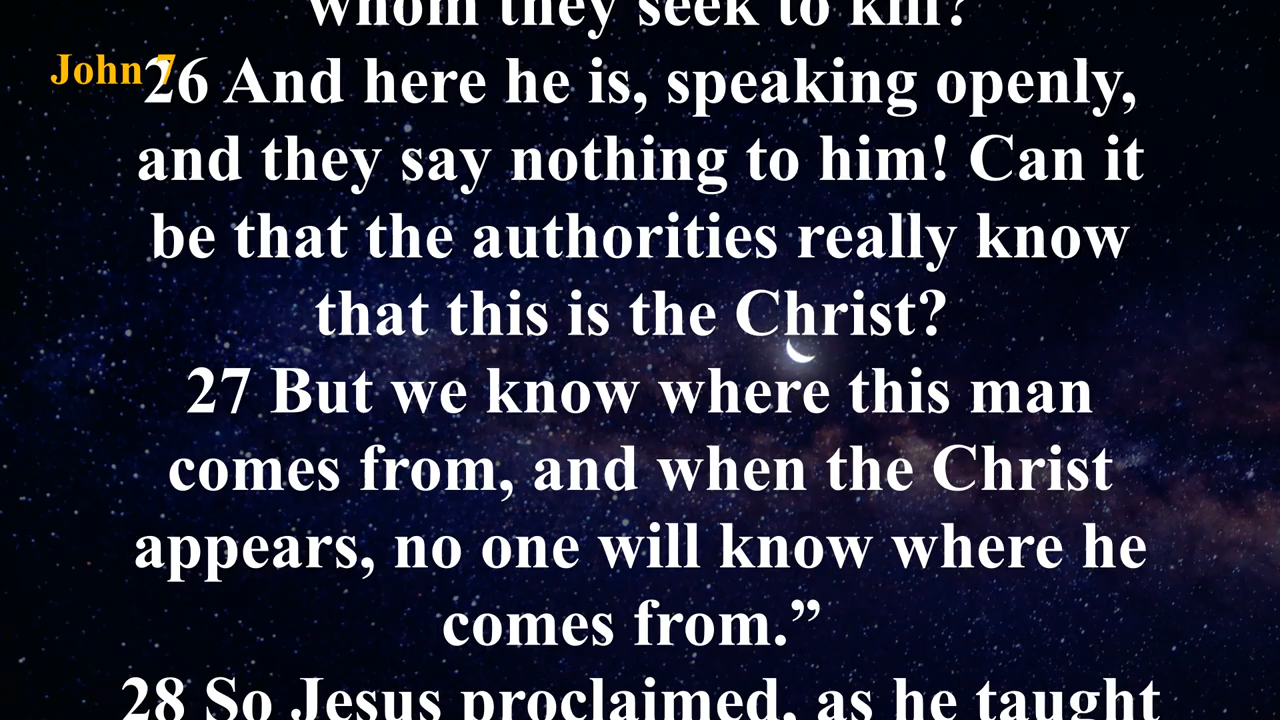 whom they seek to kill?
John 7
26 And here he is, speaking openly,
and they say nothing to him! Can it
be that the authorities really know
that this is the Christ?
27 But we know where this man
comes from, and when the Christ
appears, no one will know where he
comes from.”
28 So Jesus proclaimed, as he taught